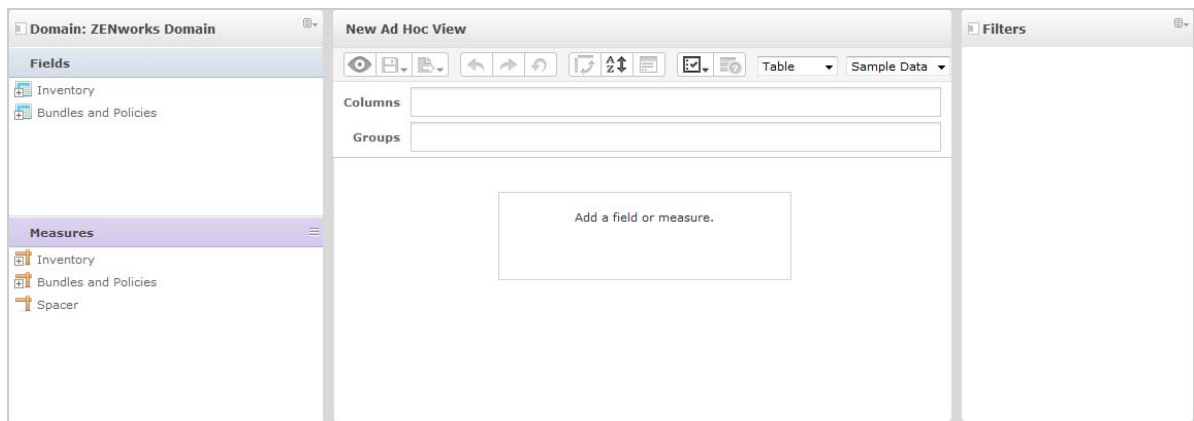 Domain: ZENworks Domain
Fields
Inventory
Bundles and Policies
Measures
Inventory
Bundles and Policies
Spacer
New Ad Hoc View
A Z
Table
Sample Data
Columns
Groups
Add a field or measure.
Filters